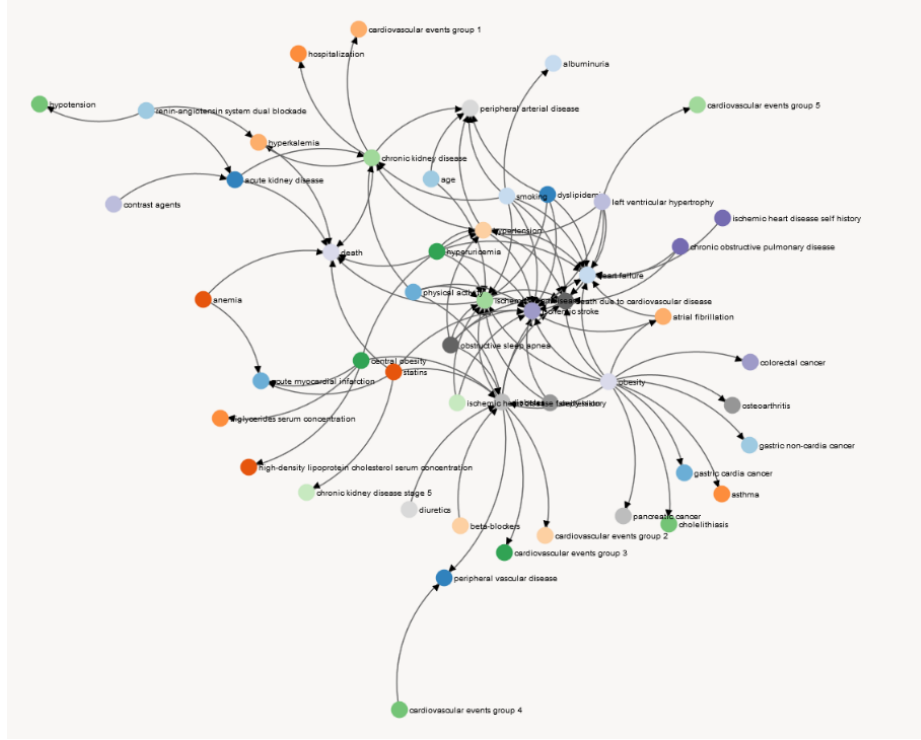 cardiovascular events group 1
hospitalization
albuminuria
hypotension
renin-angiotensin system dual blockade
peripheral arterial disease
cardiovascular events group 5
hyperkalemia
chronic kidney disease
acute kidney disease
age
smoking
left ventricular hypertrophy
contrast agents
ischemic heart disease self history
hypertension
chronic obstructive pulmonary disease
death
hyperuricemia
heart failure
physical
anemia
death due to cardiovascular disease
stroke
atrial fibrillation
obstructive sleep apnea
central obesity
colorectal cancer
statins
acute myocardial infarction
obesity
ischemic heart disease family history
osteoarthritis
triglycerides serum concentration
gastric non-cardia cancer
high-density lipoprotein cholesterol serum concentration
gastric cardia cancer
chronic kidney disease stage 5
asthma
diuretics
pancreatic cancer
cholelithiasis
beta-blockers
cardiovascular events group 2
cardiovascular events group 3
peripheral vascular disease
cardiovascular events group 4